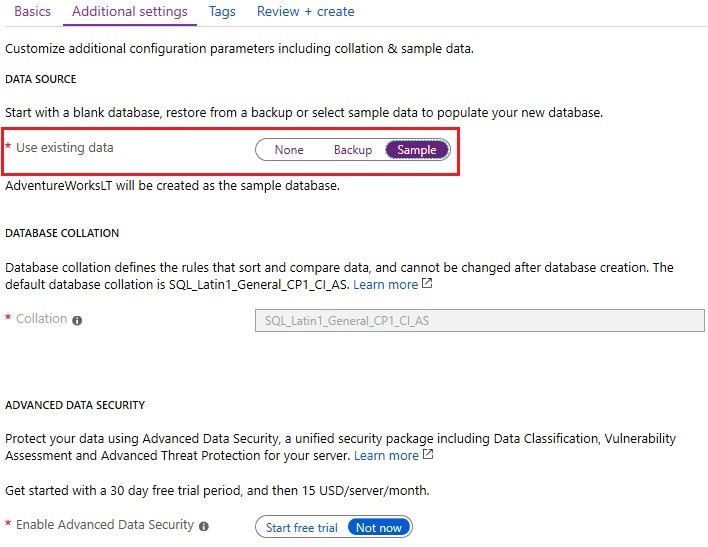 Basics Additional settings Tags Review + create
Customize additional configuration parameters including collation & sample data.
DATA SOURCE
Start with a blank database, restore from a backup or select sample data to populate your new database.
* Use existing data None Backup Sample
AdventureWorksLT will be created as the sample database.
DATABASE COLLATION
Database collation defines the rules that sort and compare data, and cannot be changed after database creation. The
default database collation is SQL_Latin1_General_CP1_CI_AS. Learn more
* Collation SQL_Latin1_General_CP1_CI_AS
ADVANCED DATA SECURITY
Protect your data using Advanced Data Security, a unified security package including Data Classification, Vulnerability
Assessment and Advanced Threat Protection for your server. Learn more
Get started with a 30 day free trial period, and then 15 USD/server/month.
* Enable Advanced Data Security Start free trial Not now